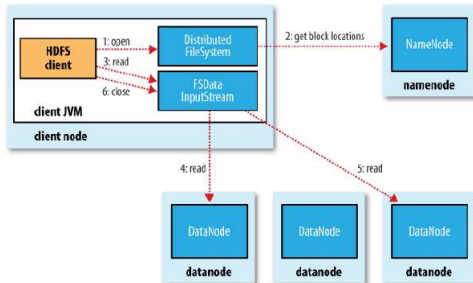 HDFS
client
1: open
3: read
6: close
Distributed
FileSystem
FSData
InputStream
client JVM
client node
2: get block locations
NameNode
namenode
4: read
5: read
DataNode
datanode
DataNode
datanode
DataNode
datanode